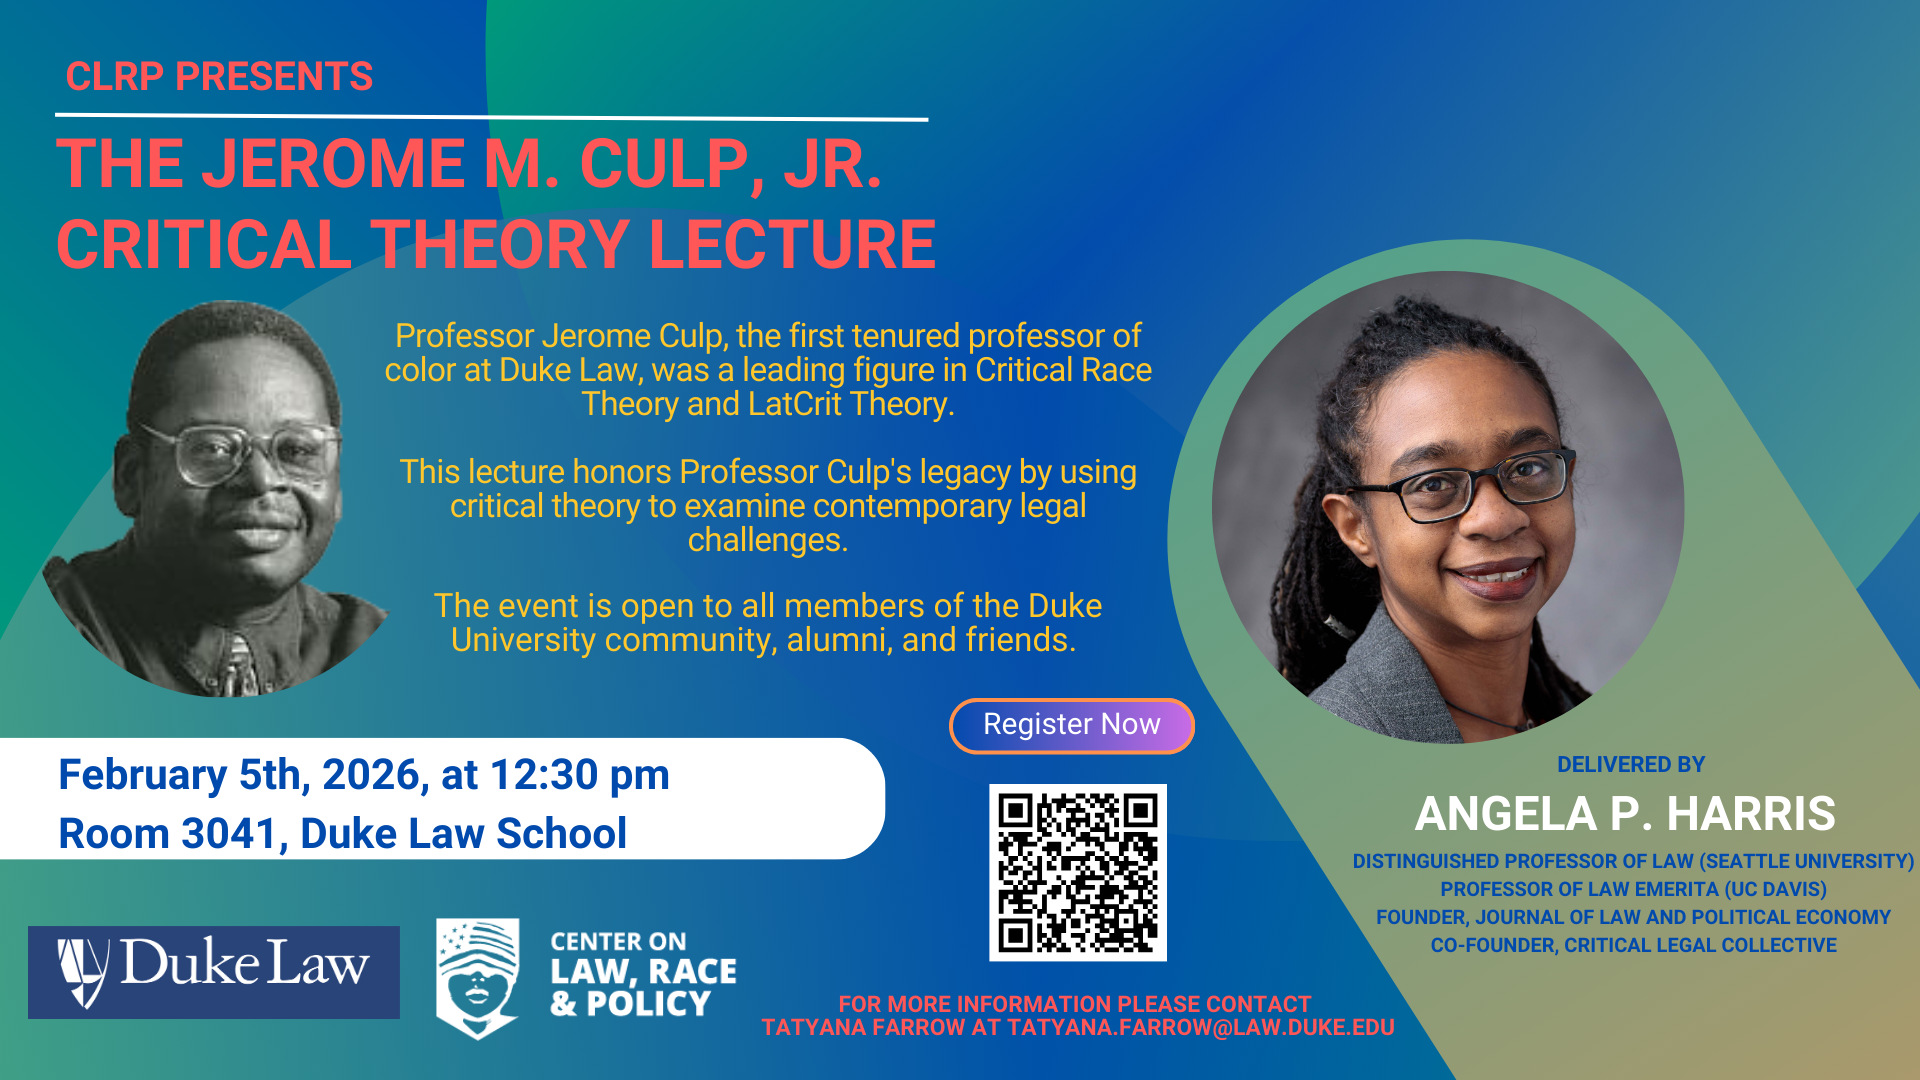 CLRP PRESENTS
THE JEROME M. CULP, JR.
CRITICAL THEORY LECTURE
Professor Jerome Culp, the first tenured professor of
color at Duke Law, was a leading figure in Critical Race
Theory and LatCrit Theory.
This lecture honors Professor Culp's legacy by using
critical theory to examine contemporary legal
challenges.
The event is open to all members of the Duke
University community, alumni, and friends.
Register Now
February 5th, 2026, at 12:30 pm
Room 3041, Duke Law School
DELIVERED BY
ANGELA P. HARRIS
DISTINGUISHED PROFESSOR OF LAW (SEATTLE UNIVERSITY)
PROFESSOR OF LAW EMERITA (UC DAVIS)
FOUNDER, JOURNAL OF LAW AND POLITICAL ECONOMY
CO-FOUNDER, CRITICAL LEGAL COLLECTIVE
Duke Law
CENTER ON
LAW, RACE
& POLICY
FOR MORE INFORMATION PLEASE CONTACT
TATYANA FARROW AT TATYANA.FARROW@LAW.DUKE.EDU